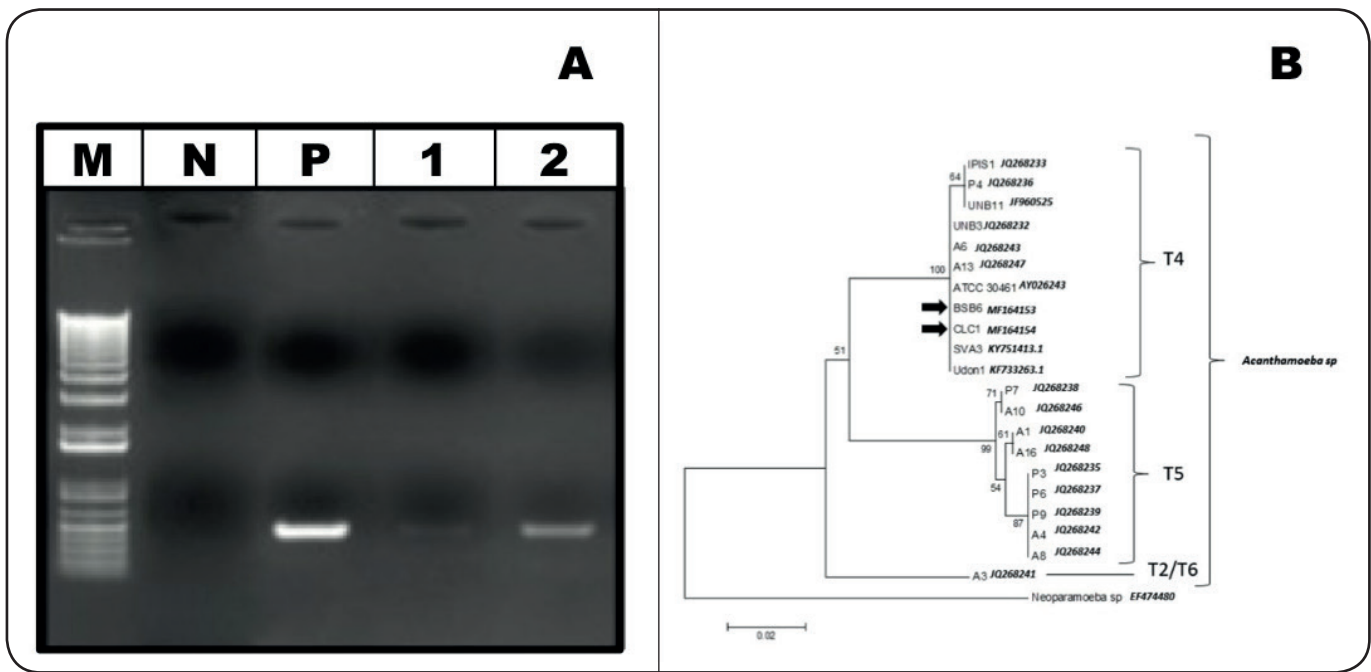 A
M N P 1 2
B
IPIS1 JQ268233
64
P4 JQ268236
UNB11 JF960525
UNB3 JQ268232
A6 JQ268243
T4
A13 JQ268247
100
ATCC 30461 AY026243
BSB6 MF164153
CLC1 MF164154
SVA3 KY751413.1
51
Acanthamoeba sp
Udon1 KF733263.1
P7 JQ268238
71
A10 JQ268246
A1 JQ268240
61
A16 JQ268248
99
P3 JQ268235
T5
54
P6 JQ268237
P9 JQ268239
87
A4 JQ268242
A8 JQ268244
A3 JQ268241 T2/T6
Neoparamoeba sp EF474480
0.02